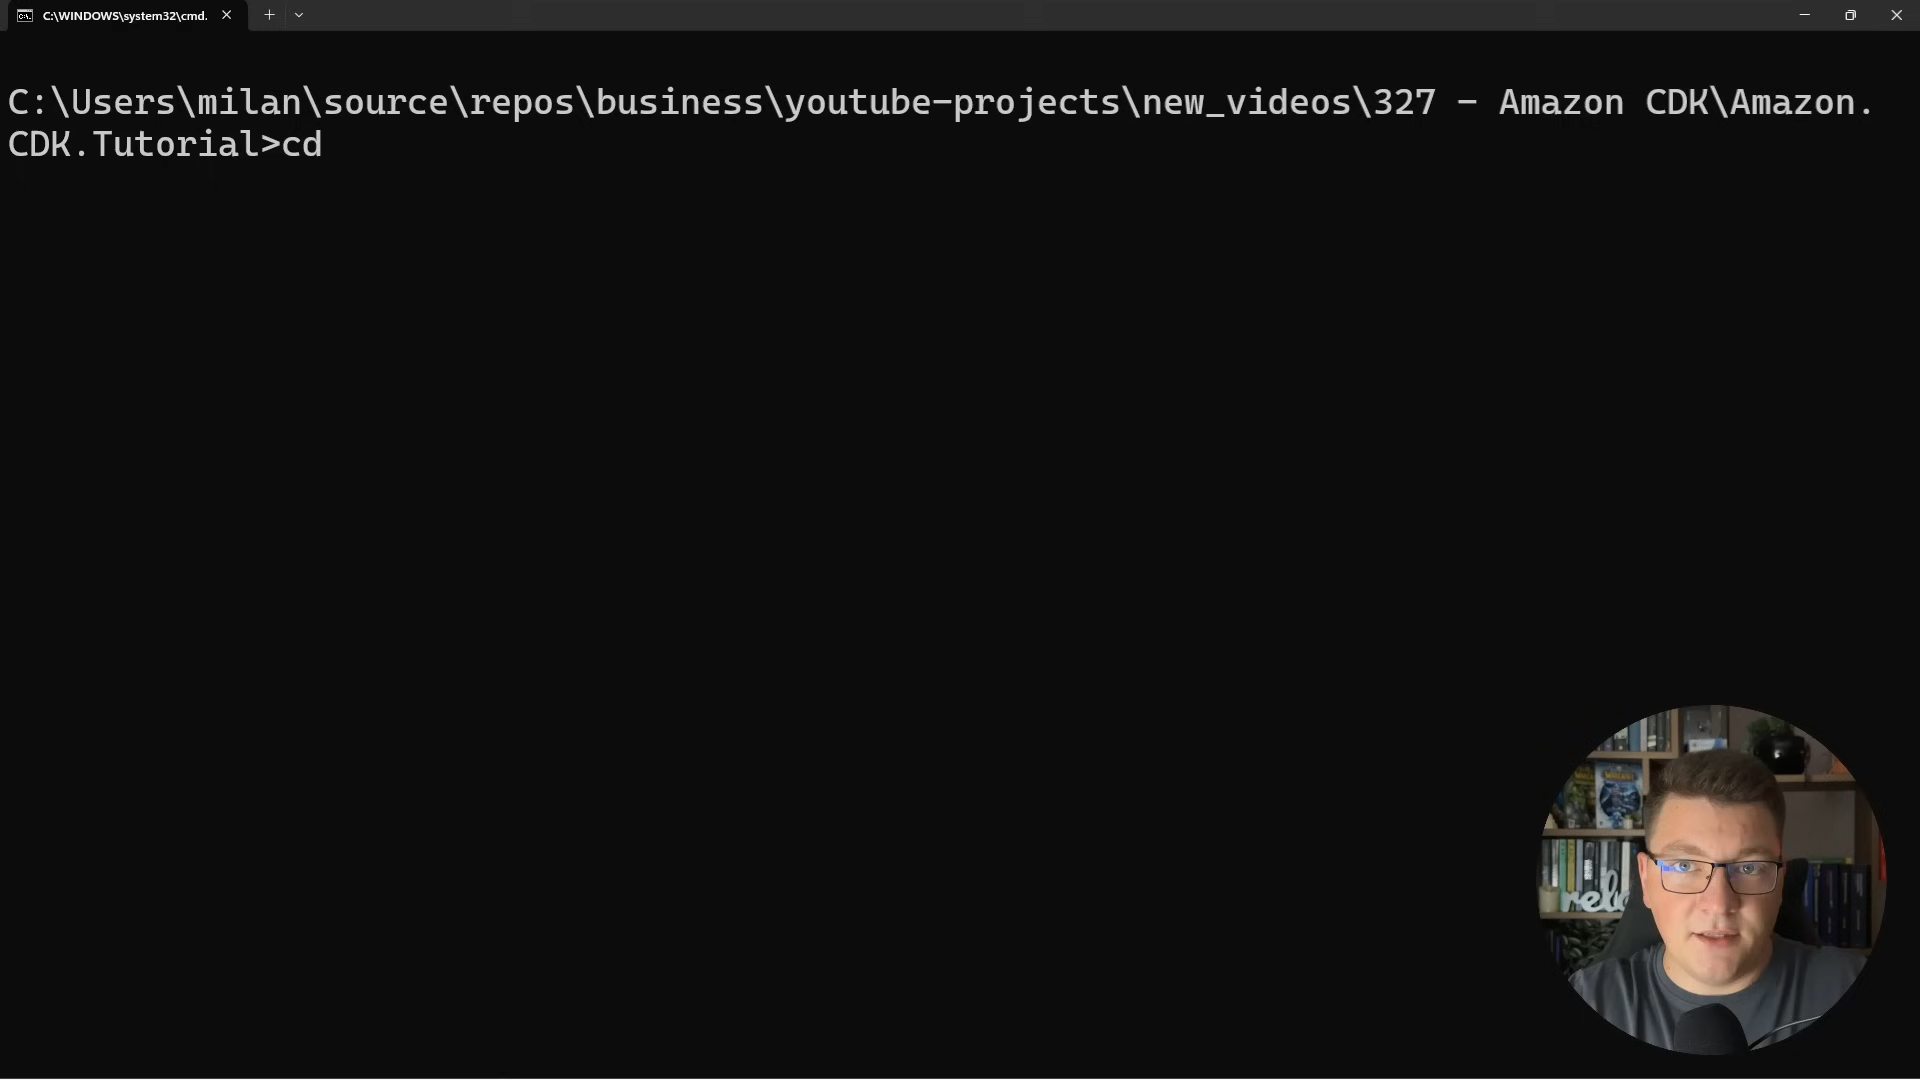 C:\WINDOWS\system32\cmd.
C:\Users\milan\source\repos\business\youtube-projects\new_videos\327 - Amazon CDK\Amazon.
CDK.Tutorial>cd